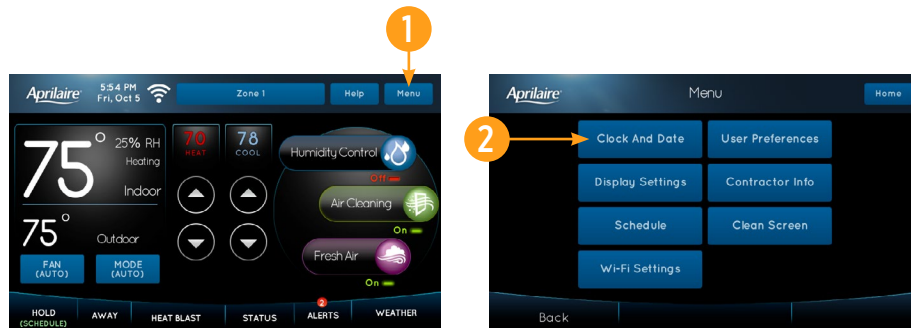 1
Aprilaire
5:54 PM
Fri, Oct 5
Zone 1
Help
Menu
75°
25% RH
Heating
Indoor
75°
Outdoor
FAN
(AUTO)
MODE
(AUTO)
70
HEAT
78
COOL
Humidity Control
Off
Air Cleaning
On
Fresh Air
On
HOLD
(SCHEDULE)
AWAY
HEAT BLAST
STATUS
2
ALERTS
WEATHER
Aprilaire
Menu
Home
2
Clock And Date
User Preferences
Display Settings
Contractor Info
Schedule
Clean Screen
Wi-Fi Settings
Back